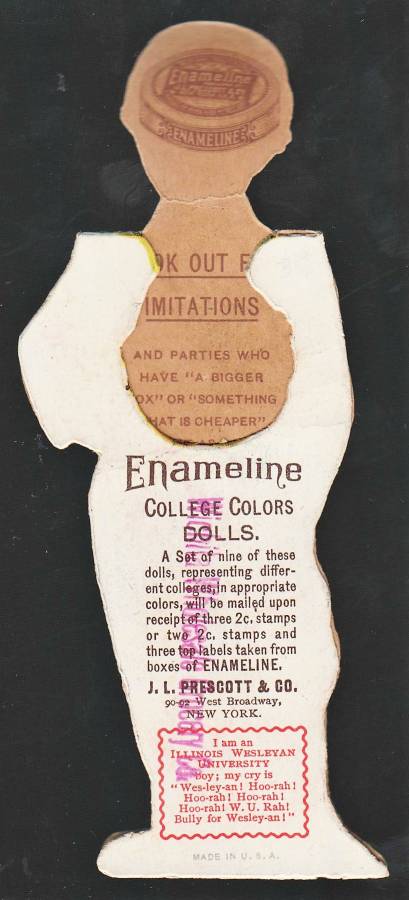 Enameline
ENAMELINE
OK OUT F
IMITATIONS
AND PARTIES WHO
HAVE "A BIGGER
OX" OR "SOMETHING
HAT IS CHEAPER"
Enameline
COLLEGE COLORS
DOLLS.
A Set of nine of these
dolls, representing differ-
ent colleges, in appropriate
colors, will be mailed upon
receipt of three 2c. stamps
or two 2c. stamps and
three top labels taken from
boxes of ENAMELINE.
J. L. PRESCOTT & CO.
90-92 West Broadway,
NEW YORK.
I am an
ILLINOIS WESLEYAN
UNIVERSITY
boy; my cry is
"Wes-ley-an! Hoo-rah!
Hoo-rah! Hoo-rah!
Hoo-rah! W. U. Rah!
Bully for Wesley-an!"
MADE IN U. S. A.